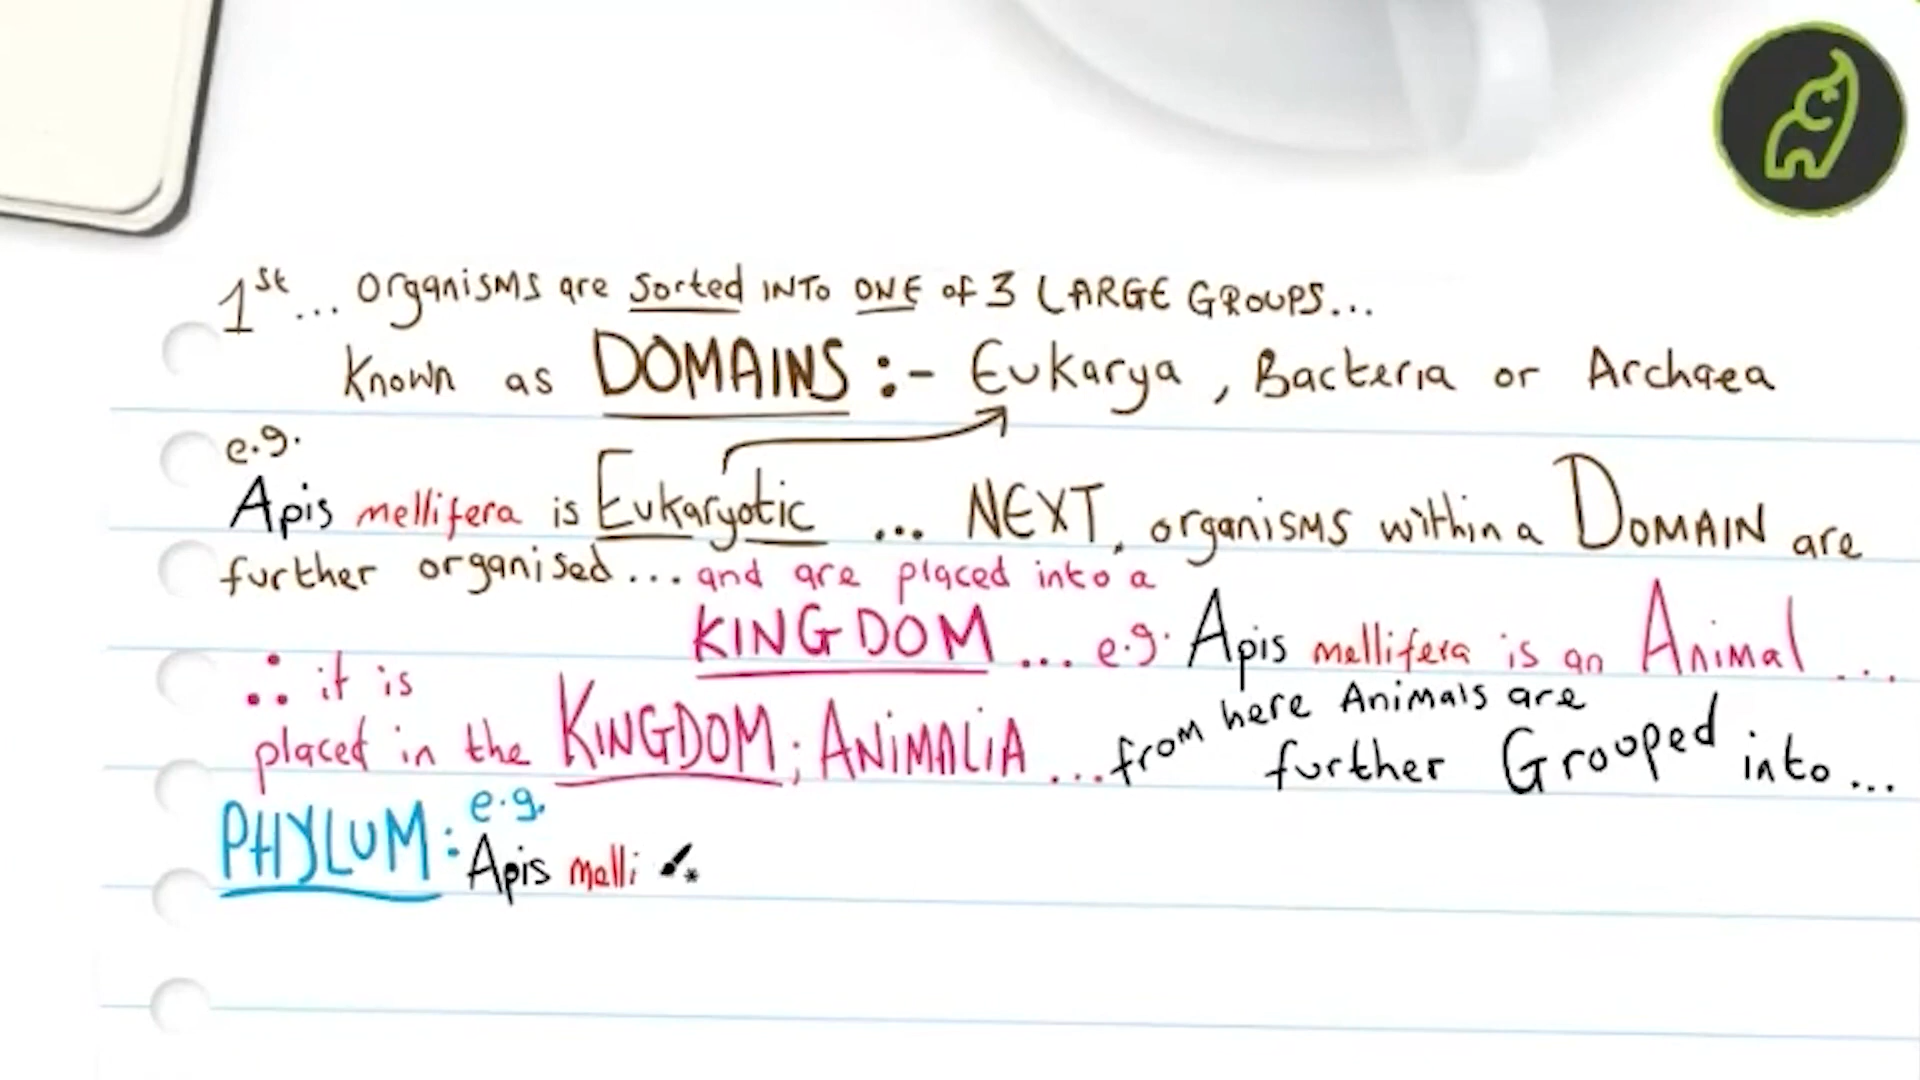 1st... Organisms are sorted INTO ONE of 3 LARGE GROUPS...
Known as DOMAINS :- Eukarya, Bacteria or Archaea
e.g.
Apis mellifera is Eukaryotic ... NEXT, organisms within a DOMAIN are
further organised... and are placed into a
KINGDOM ... e.g. Apis mellifera is an Animal ...
∴ it is
placed in the KINGDOM; ANIMALIA ... from here Animals are
further Grouped into...
PHYLUM: e.g.
Apis melli